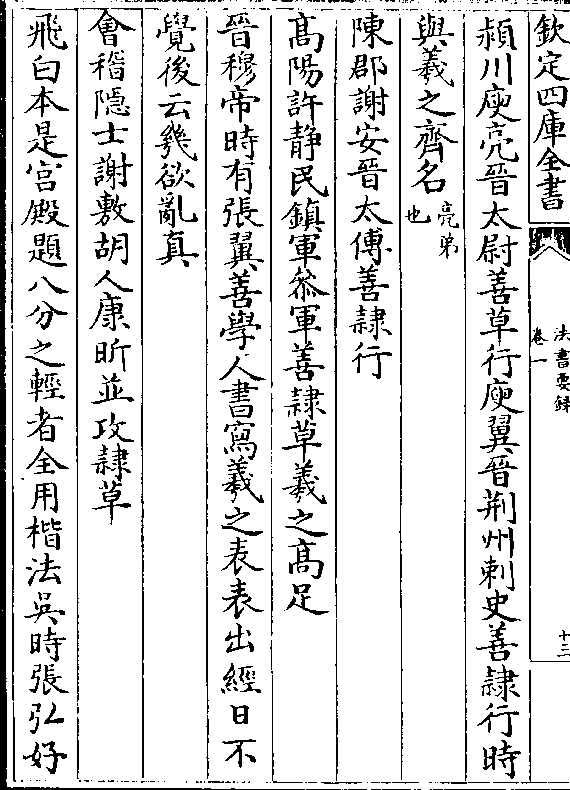 欽定四庫全書
法書要錄
卷一
十三
潁川庾亮晉太尉善草行庾翼晉荆州刺史善隷行時
與羲之齊名亮弟
也
陳郡謝安晉太傅善隷行
髙陽許静民鎮軍叅軍善隷草羲之髙足
晉穆帝時有張翼善學人書寫羲之表表出經日不
覺後云幾欲亂真
會稽隠士謝敷胡人康昕並攻隷草
飛白本是宫殿題八分之輕者全用楷法吳時張弘好